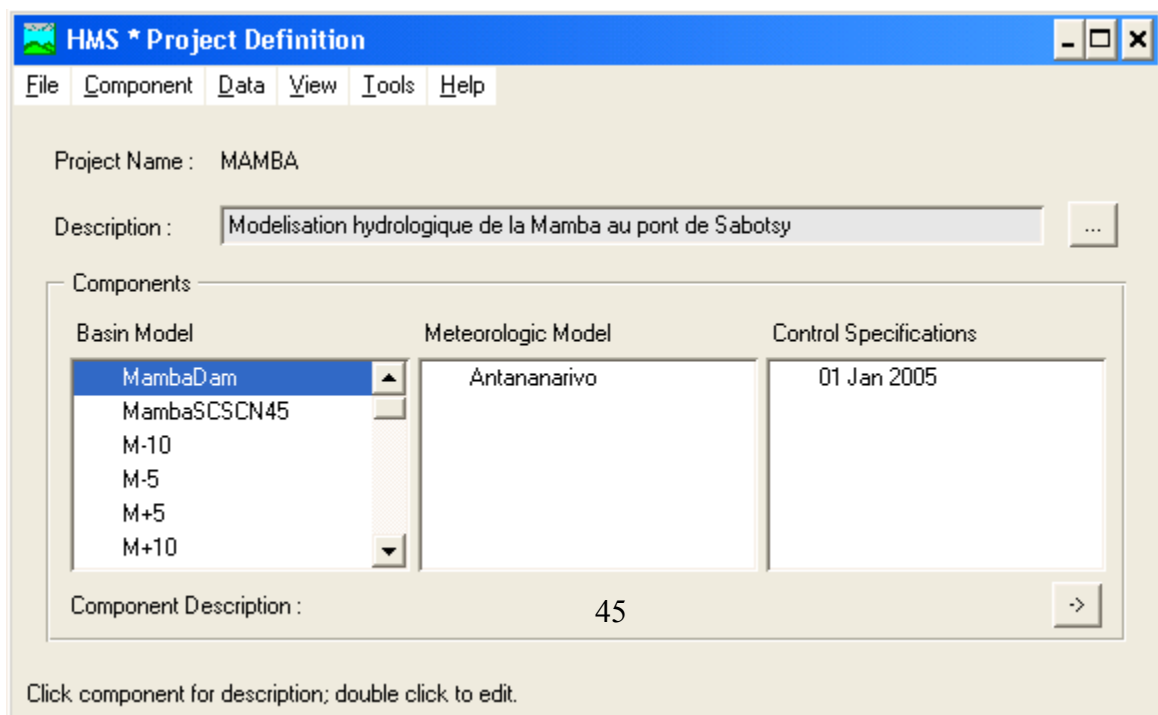 HMS * Project Definition
File Component Data View Tools Help
Project Name : MAMBA
Description : Modelisation hydrologique de la Mamba au pont de Sabotsy ...
Components
Basin Model Meteorologic Model Control Specifications
MambaDam Antananarivo 01 Jan 2005
MambaSCSCN45
M-10
M-5
M+5
M+10
Component Description : 45 ->
Click component for description; double click to edit.